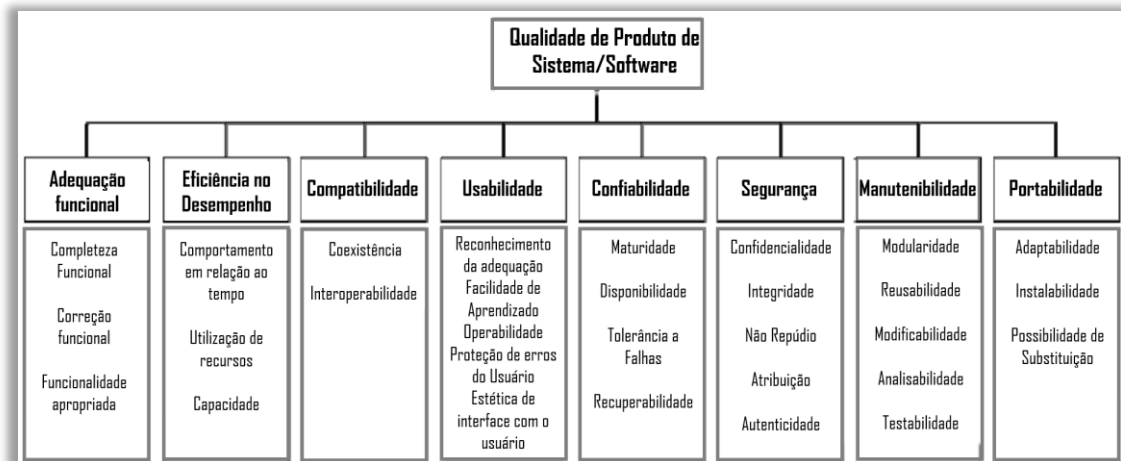 Qualidade de Produto de
Sistema/Software
Adequação
funcional
Eficiência no
Desempenho
Compatibilidade
Usabilidade
Confiabilidade
Segurança
Manutenibilidade
Portabilidade
Completeza
Funcional
Correção
funcional
Funcionalidade
apropriada
Comportamento
em relação ao
tempo
Utilização de
recursos
Capacidade
Coexistência
Interoperabilidade
Reconhecimento
da adequação
Facilidade de
Aprendizado
Operabilidade
Proteção de erros
do Usuário
Estética de
interface com o
usuário
Maturidade
Disponibilidade
Tolerância a
Falhas
Recuperabilidade
Confidencialidade
Integridade
Não Repúdio
Atribuição
Autenticidade
Modularidade
Reusabilidade
Modificabilidade
Analisabilidade
Testabilidade
Adaptabilidade
Instalabilidade
Possibilidade de
Substituição